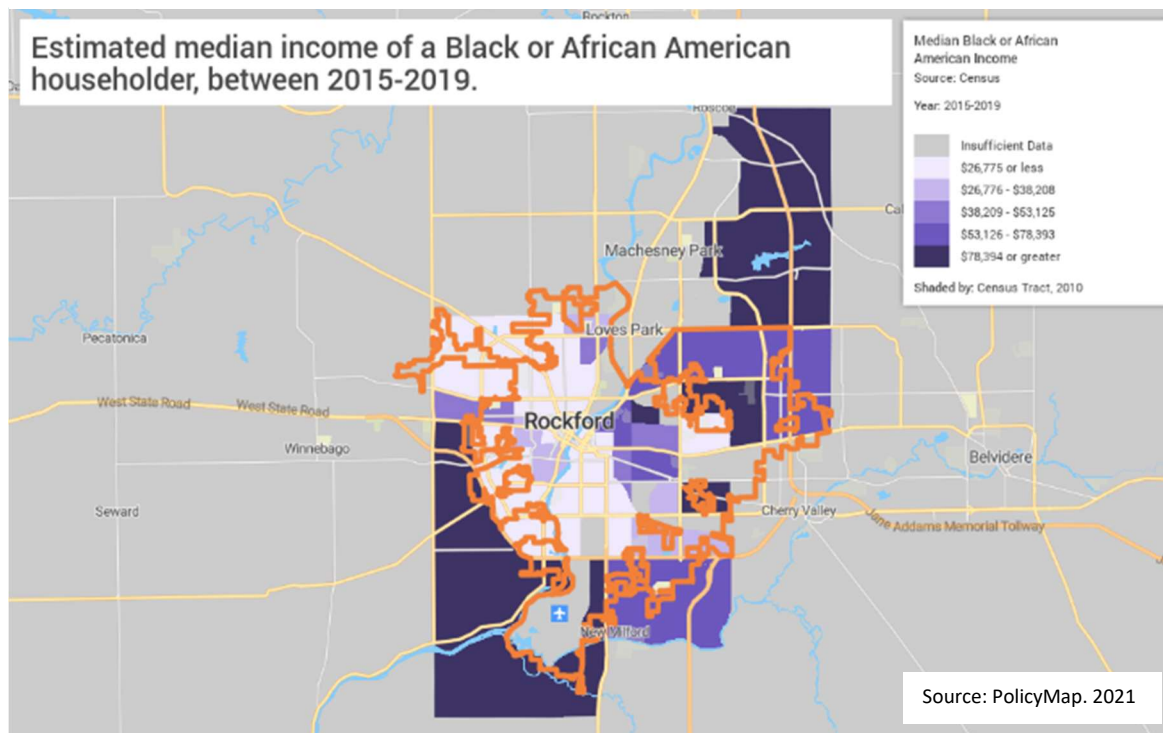 Rockton
Estimated median income of a Black or African American
householder, between 2015-2019.
Median Black or African
American Income
Source: Census
Year: 2015-2019
Insufficient Data
$26,775 or less
$26,776 - $38,208
$38,209 - $53,125
$53,126 - $78,393
$78,394 or greater
Shaded by: Census Tract, 2010
Roscoe
Machesney Park
Loves Park
Pecatonica
West State Road
West State Road
Rockford
Winnebago
Belvidere
Seward
Cherry Valley
Jane Addams Memorial Tollway
New Milford
Source: PolicyMap. 2021